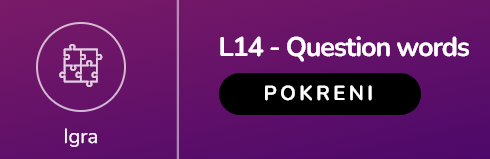 L14 - Question words
POKRENI
Igra